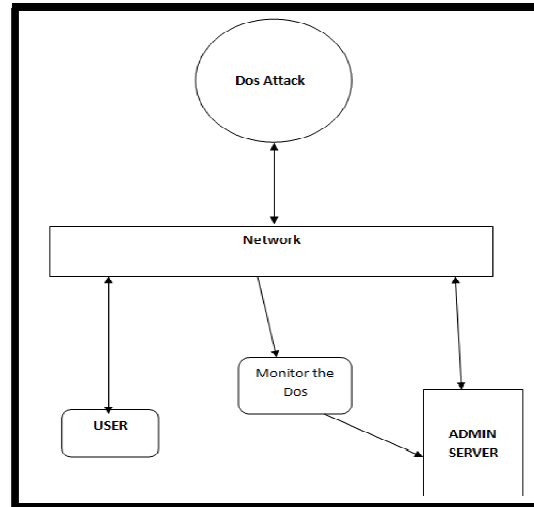 Dos Attack
Network
Monitor the
Dos
USER
ADMIN
SERVER